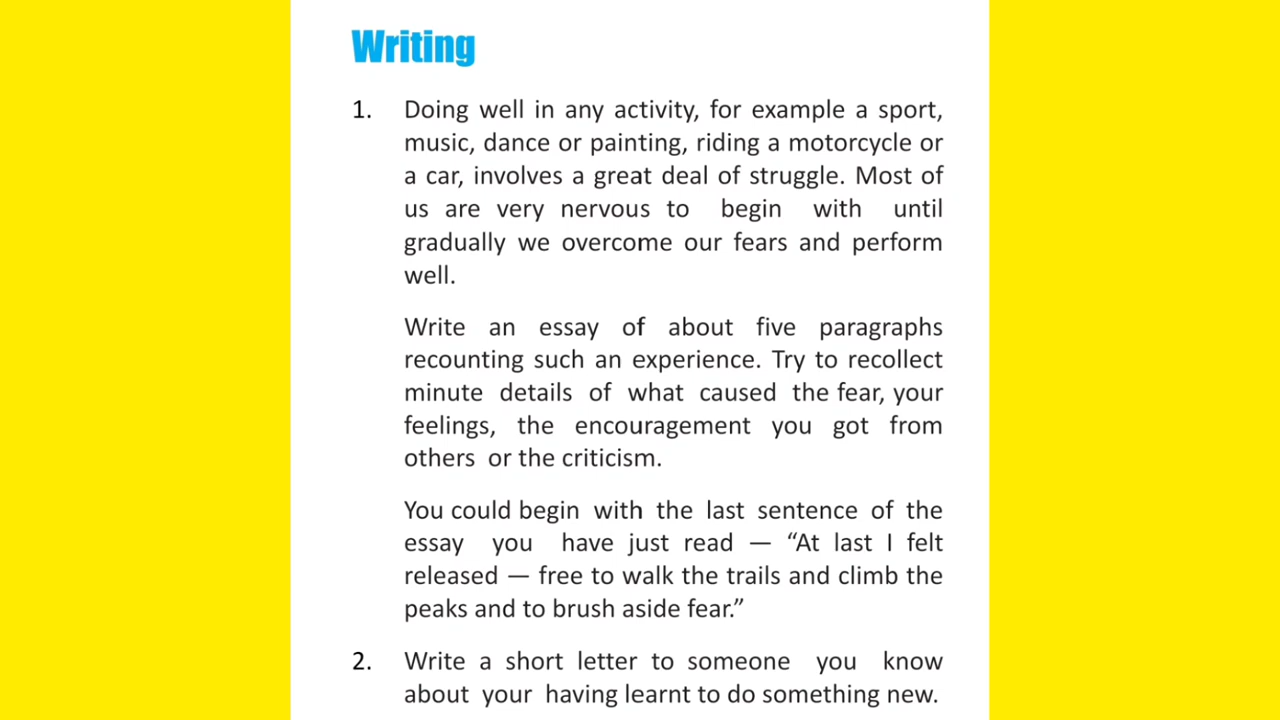 Writing
1. Doing well in any activity, for example a sport,
music, dance or painting, riding a motorcycle or
a car, involves a great deal of struggle. Most of
us are very nervous to begin with until
gradually we overcome our fears and perform
well.
Write an essay of about five paragraphs
recounting such an experience. Try to recollect
minute details of what caused the fear, your
feelings, the encouragement you got from
others or the criticism.
You could begin with the last sentence of the
essay you have just read — “At last I felt
released — free to walk the trails and climb the
peaks and to brush aside fear.”
2. Write a short letter to someone you know
about your having learnt to do something new.